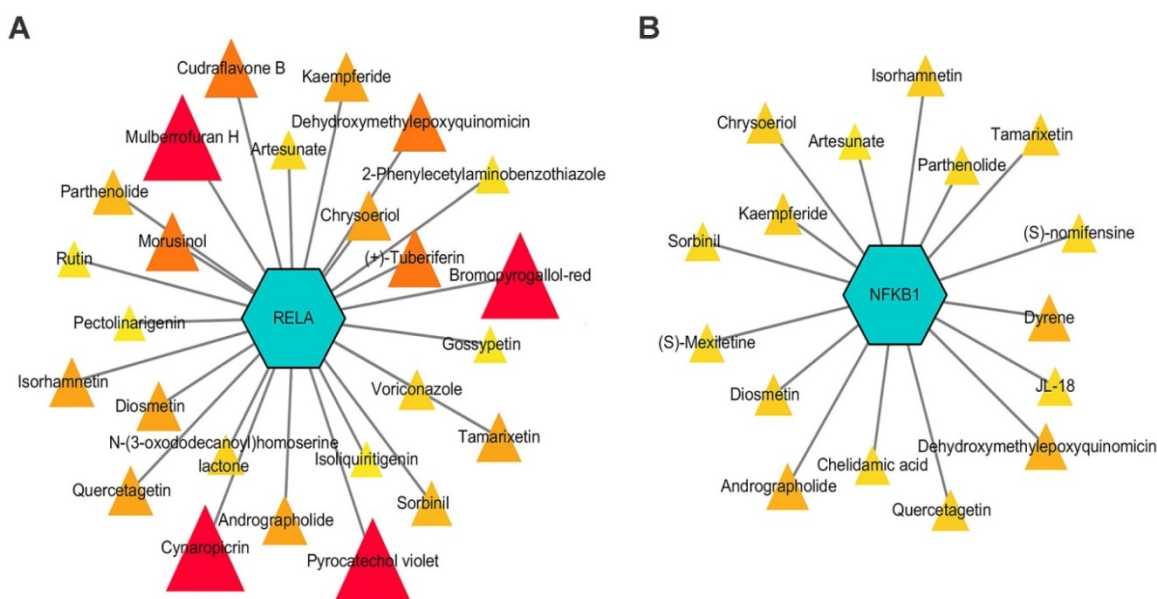 A
Cudraflavone B
Kaempferide
Mulberrofuran H
Dehydroxymethylepoxyquinomicin
Artesunate
2-Phenylecetylaminobenzothiazole
Parthenolide
Chrysoeriol
Morusinol
(+)-Tuberiferin
Rutin
Bromopyrogallol-red
RELA
Pectolinarigenin
Gossypetin
Isorhamnetin
Voriconazole
Diosmetin
Tamarixetin
N-(3-oxododecanoyl)homoserine
lactone
Isoliquiritigenin
Quercetagetin
Sorbinil
Andrographolide
Cynaropicrin
Pyrocatechol violet
B
Isorhamnetin
Chrysoeriol
Artesunate
Tamarixetin
Parthenolide
Kaempferide
Sorbinil
(S)-nomifensine
NFKB1
Dyrene
(S)-Mexiletine
Diosmetin
JL-18
Dehydroxymethylepoxyquinomicin
Chelidamic acid
Andrographolide
Quercetagetin